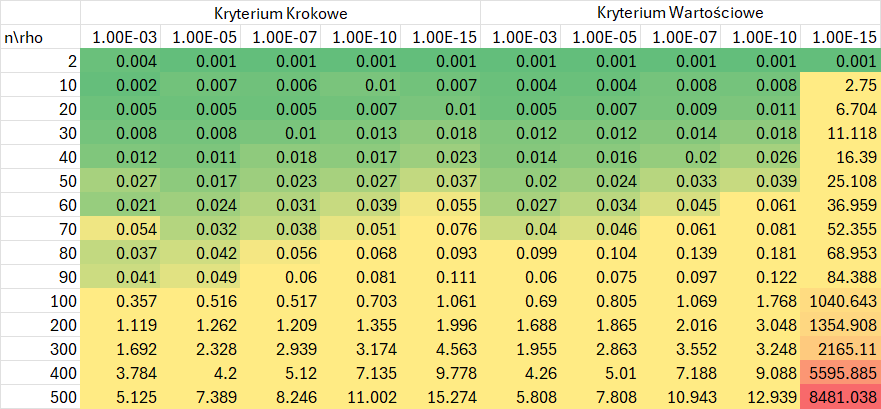 Kryterium Krokowe Kryterium Wartościowe
n\rho 1.00E-03 1.00E-05 1.00E-07 1.00E-10 1.00E-15 1.00E-03 1.00E-05 1.00E-07 1.00E-10 1.00E-15
2 0.004 0.001 0.001 0.001 0.001 0.001 0.001 0.001 0.001 0.001
10 0.002 0.007 0.006 0.01 0.007 0.004 0.004 0.008 0.008 2.75
20 0.005 0.005 0.005 0.007 0.01 0.005 0.007 0.009 0.011 6.704
30 0.008 0.008 0.01 0.013 0.018 0.012 0.012 0.014 0.018 11.118
40 0.012 0.011 0.018 0.017 0.023 0.014 0.016 0.02 0.026 16.39
50 0.027 0.017 0.023 0.027 0.037 0.02 0.024 0.033 0.039 25.108
60 0.021 0.024 0.031 0.039 0.055 0.027 0.034 0.045 0.061 36.959
70 0.054 0.032 0.038 0.051 0.076 0.04 0.046 0.061 0.081 52.355
80 0.037 0.042 0.056 0.068 0.093 0.099 0.104 0.139 0.181 68.953
90 0.041 0.049 0.06 0.081 0.111 0.06 0.075 0.097 0.122 84.388
100 0.357 0.516 0.517 0.703 1.061 0.69 0.805 1.069 1.768 1040.643
200 1.119 1.262 1.209 1.355 1.996 1.688 1.865 2.016 3.048 1354.908
300 1.692 2.328 2.939 3.174 4.563 1.955 2.863 3.552 3.248 2165.11
400 3.784 4.2 5.12 7.135 9.778 4.26 5.01 7.188 9.088 5595.885
500 5.125 7.389 8.246 11.002 15.274 5.808 7.808 10.943 12.939 8481.038